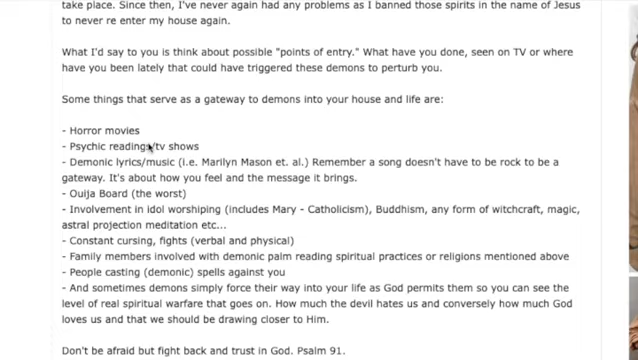 take place. Since then, I've never again had any problems as I banned those spirits in the name of Jesus
to never re enter my house again.
What I'd say to you is think about possible "points of entry." What have you done, seen on TV or where
have you been lately that could have triggered these demons to perturb you.
Some things that serve as a gateway to demons into your house and life are:
- Horror movies
- Psychic readings/tv shows
- Demonic lyrics/music (i.e. Marilyn Mason et. al.) Remember a song doesn't have to be rock to be a
gateway. It's about how you feel and the message it brings.
- Ouija Board (the worst)
- Involvement in idol worshiping (includes Mary - Catholicism), Buddhism, any form of witchcraft, magic,
astral projection meditation etc...
- Constant cursing, fights (verbal and physical)
- Family members involved with demonic palm reading spiritual practices or religions mentioned above
- People casting (demonic) spells against you
- And sometimes demons simply force their way into your life as God permits them so you can see the
level of real spiritual warfare that goes on. How much the devil hates us and conversely how much God
loves us and that we should be drawing closer to Him.
Don't be afraid but fight back and trust in God. Psalm 91.